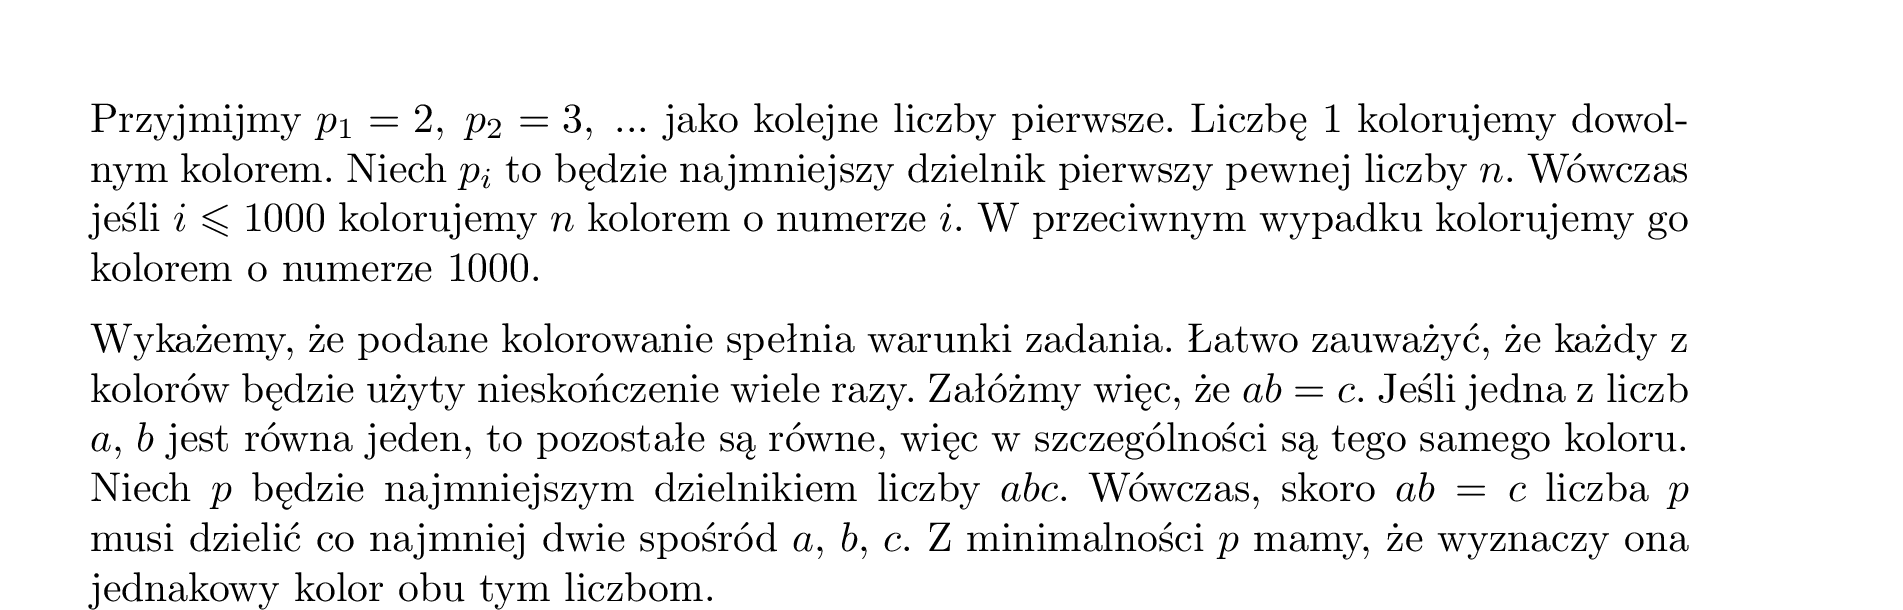 Przyjmijmy p₁ = 2, p₂ = 3, ... jako kolejne liczby pierwsze. Liczbę 1 kolorujemy dowol-
nym kolorem. Niech pᵢ to będzie najmniejszy dzielnik pierwszy pewnej liczby n. Wówczas
jeśli i ⩽ 1000 kolorujemy n kolorem o numerze i. W przeciwnym wypadku kolorujemy go
kolorem o numerze 1000.
Wykażemy, że podane kolorowanie spełnia warunki zadania. Łatwo zauważyć, że każdy z
kolorów będzie użyty nieskończenie wiele razy. Załóżmy więc, że ab = c. Jeśli jedna z liczb
a, b jest równa jeden, to pozostałe są równe, więc w szczególności są tego samego koloru.
Niech p będzie najmniejszym dzielnikiem liczby abc. Wówczas, skoro ab = c liczba p
musi dzielić co najmniej dwie spośród a, b, c. Z minimalności p mamy, że wyznaczy ona
jednakowy kolor obu tym liczbom.